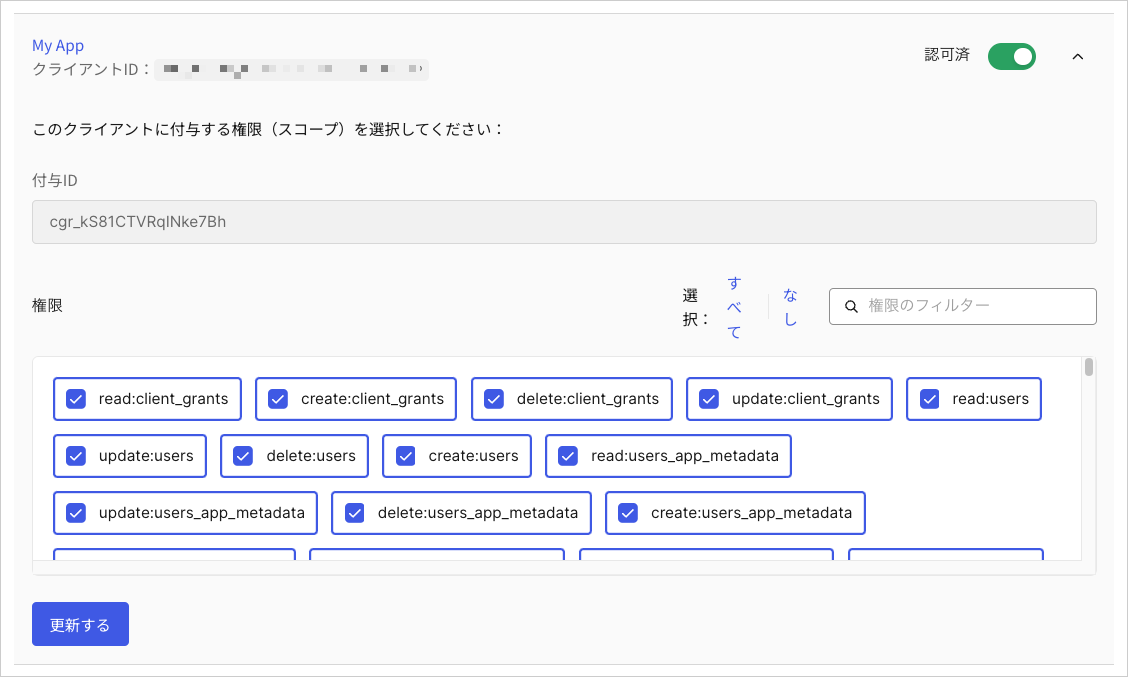 My App
認可済
クライアントID：
このクライアントに付与する権限（スコープ）を選択してください：
付与ID
cgr_kS81CTVRqlNke7Bh
権限
選択：
すべて
なし
権限のフィルター
read:client_grants create:client_grants delete:client_grants update:client_grants read:users
update:users delete:users create:users read:users_app_metadata
update:users_app_metadata delete:users_app_metadata create:users_app_metadata
更新する